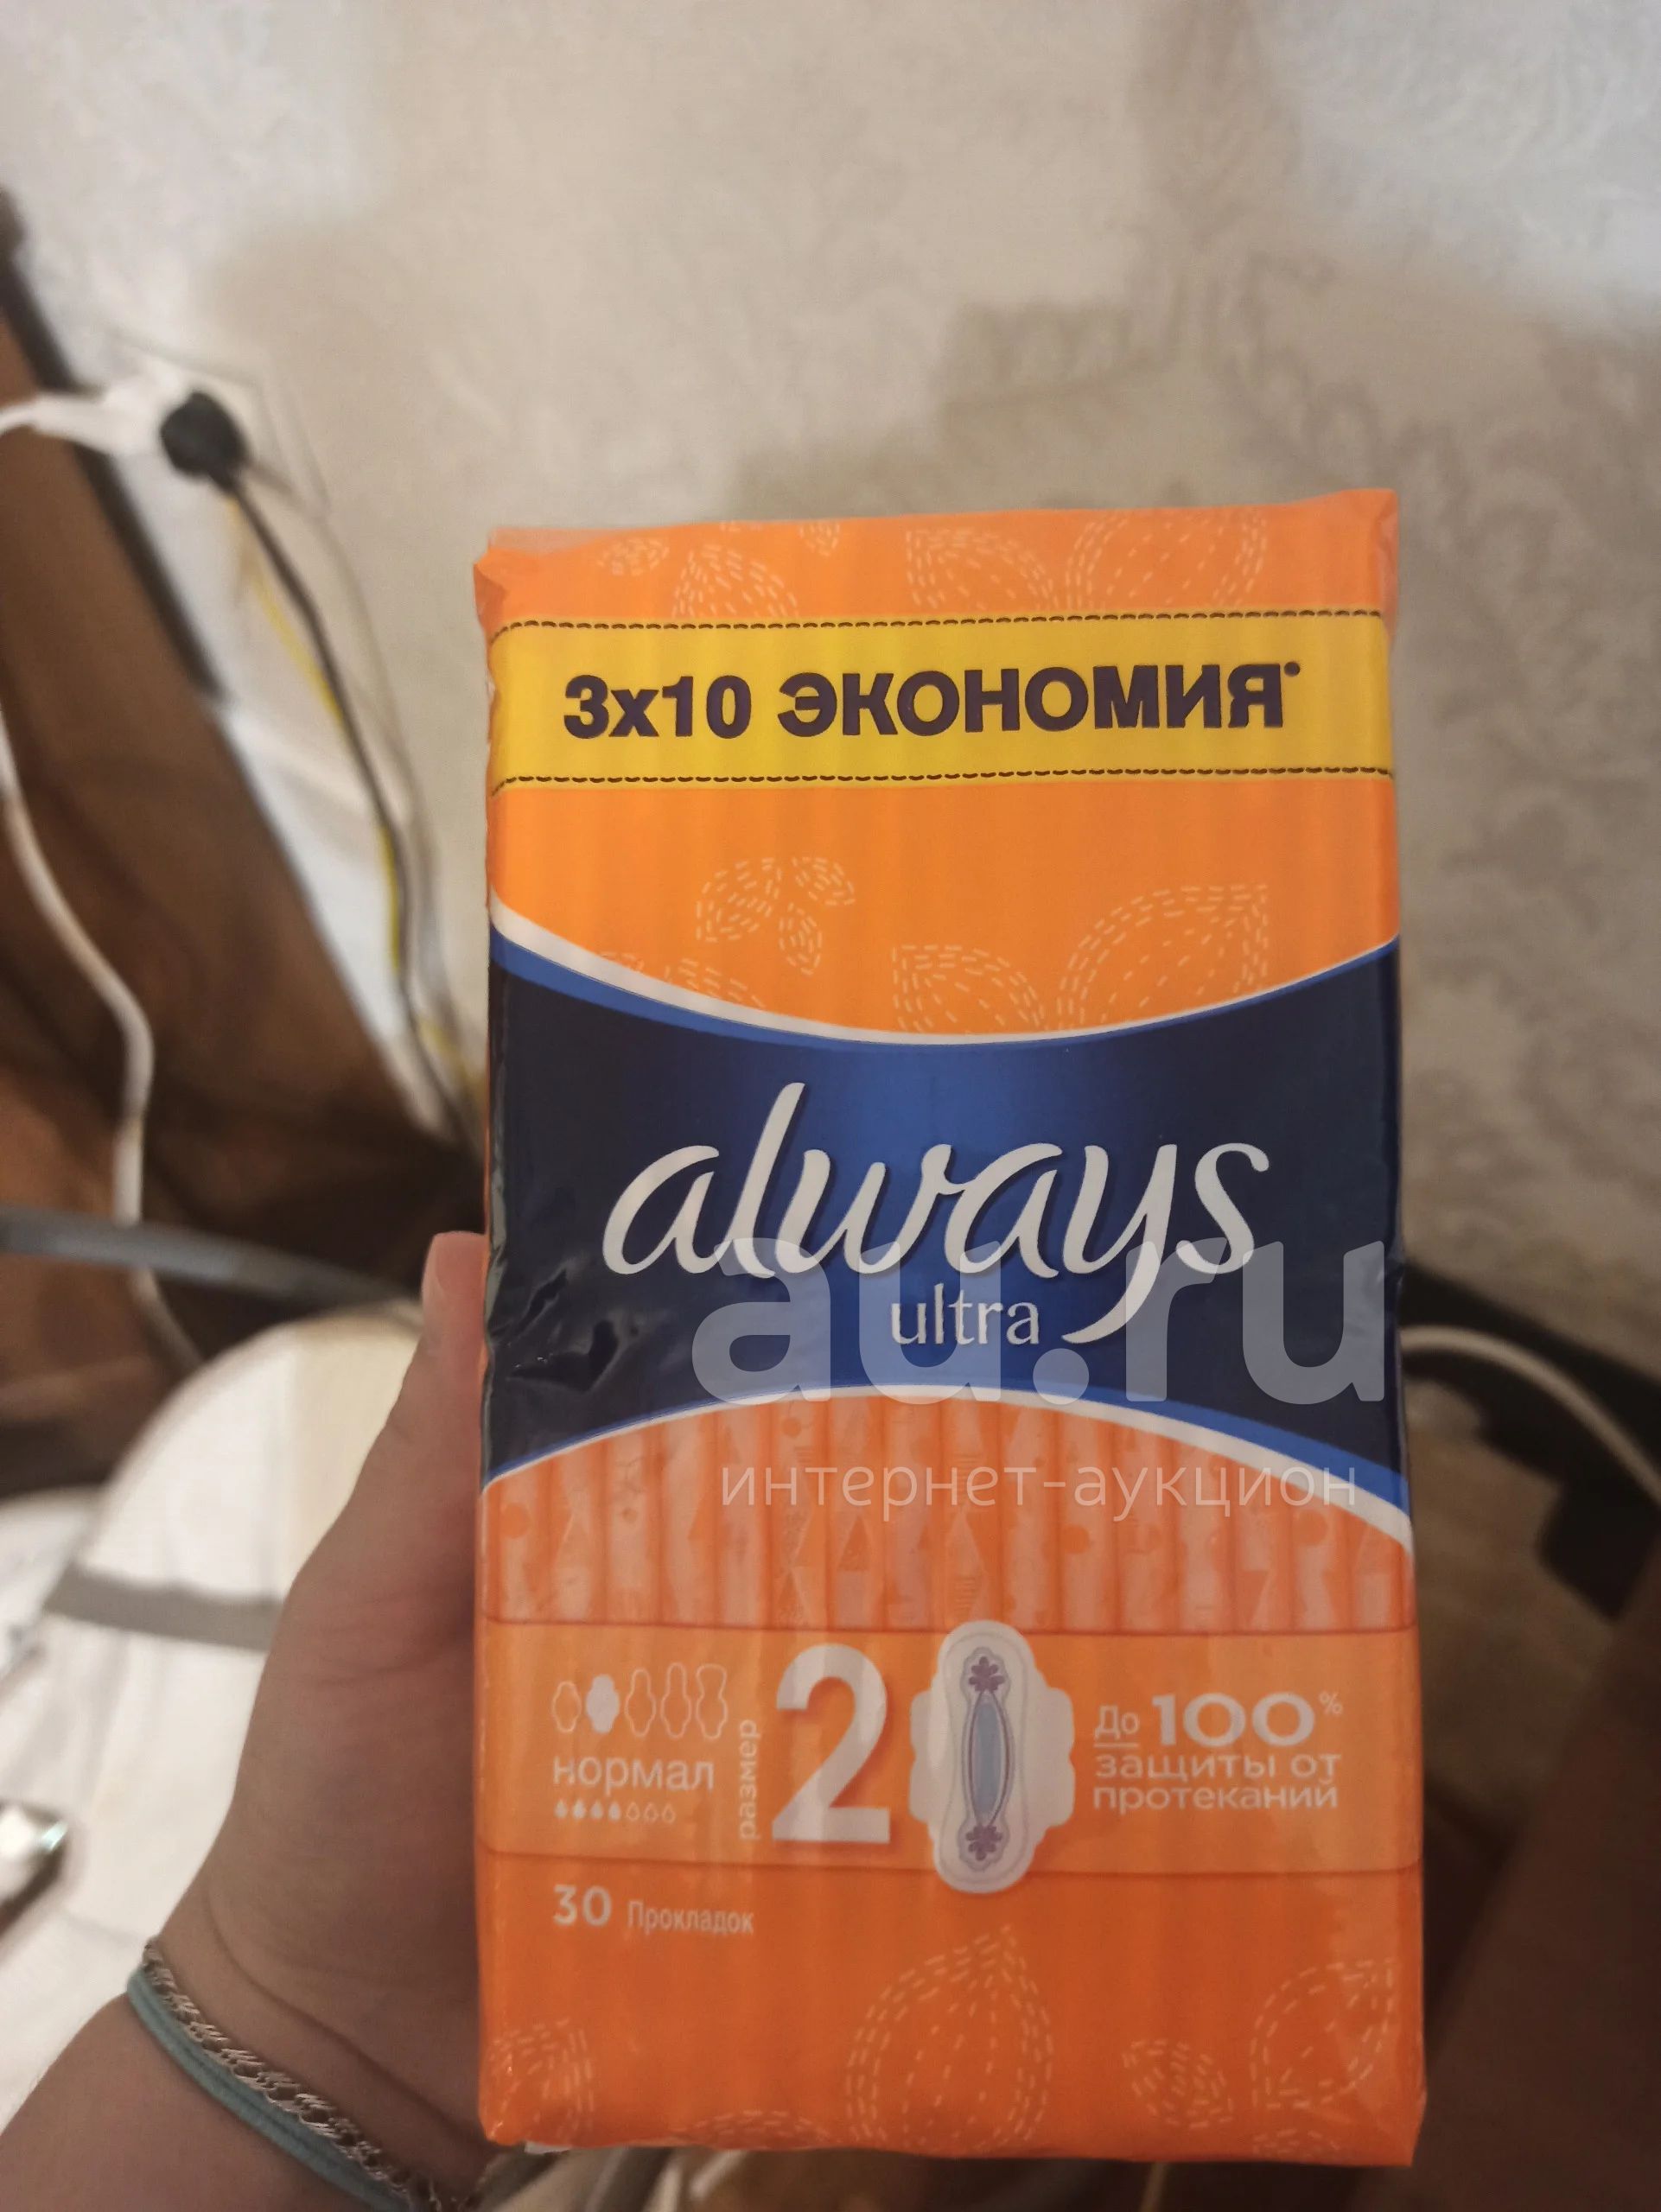 3x10 ЭКОНОМИЯ*
always
ultra
au.ru
интернет-аукцион
нормал
размер
2
До 100%
защиты от
протеканий
30 Прокладок